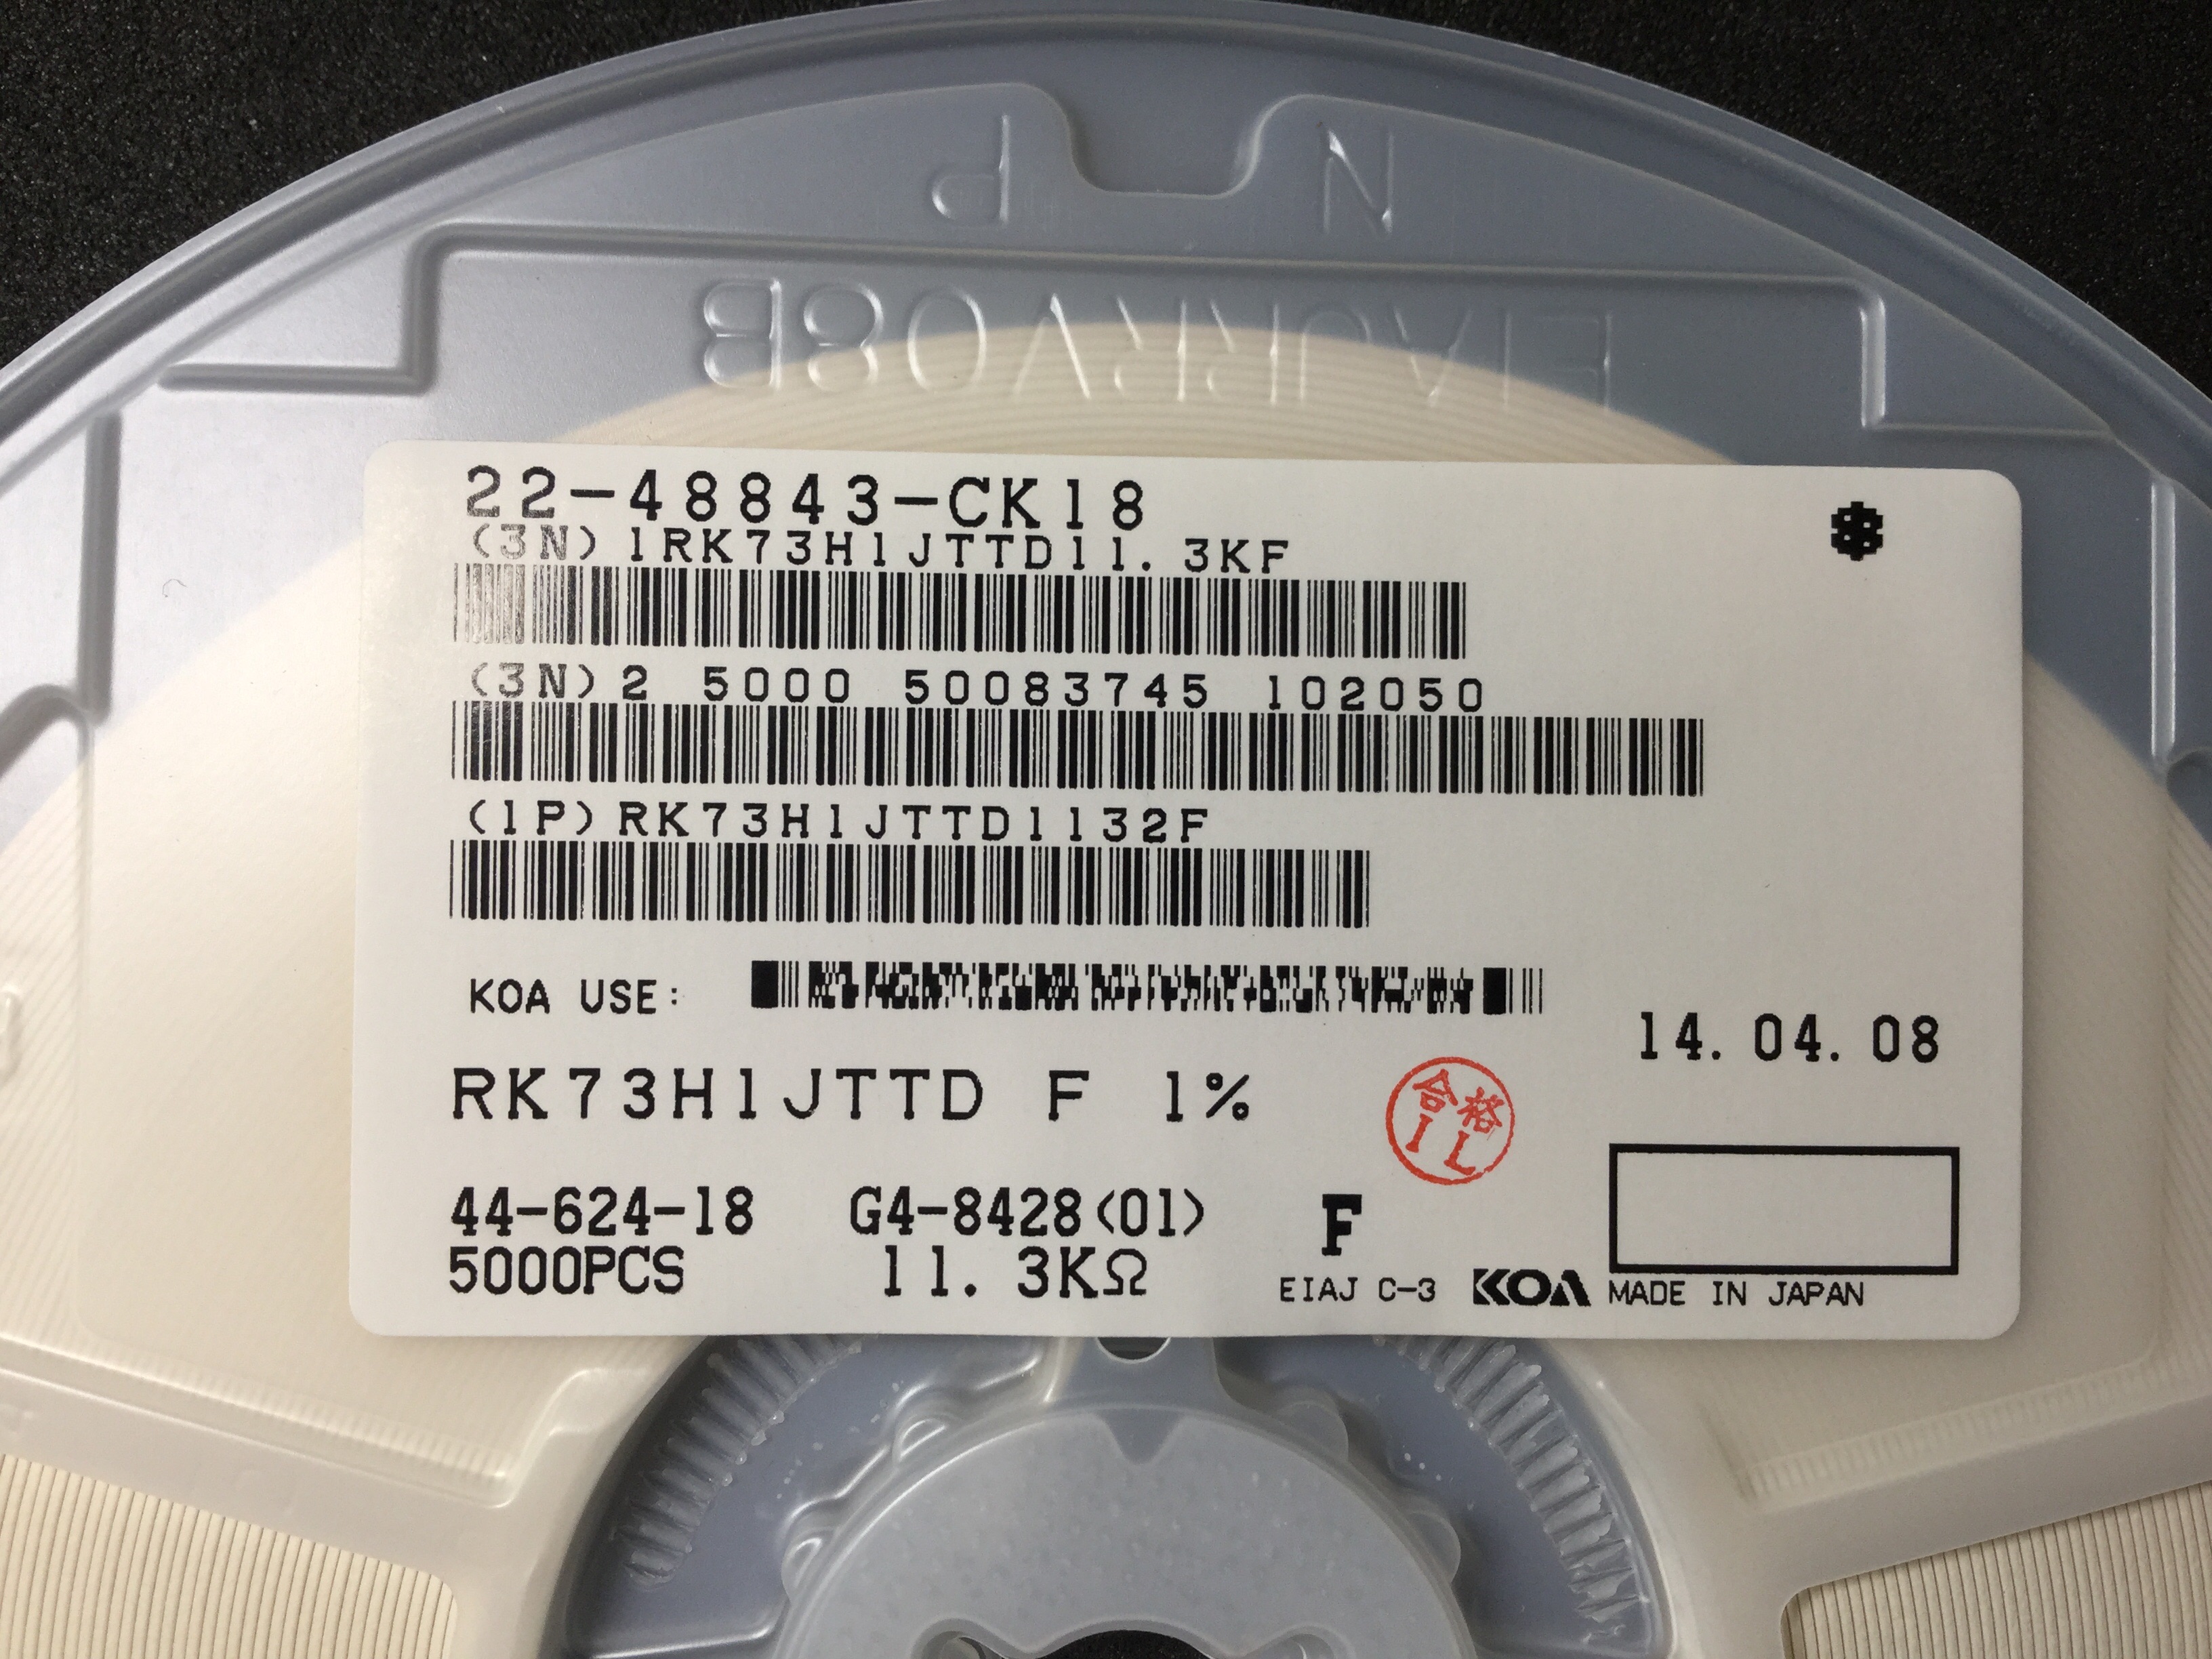 P N
EIAJRRV08B
22-48843-CK18
(3N)1RK73H1JTTD11.3KF
(3N)2 5000 50083745 102050
(1P)RK73H1JTTD1132F
KOA USE:
14.04.08
RK73H1JTTD F 1%
合格
IL
44-624-18 G4-8428(01) F
5000PCS 11.3KΩ
EIAJ C-3 KOA MADE IN JAPAN